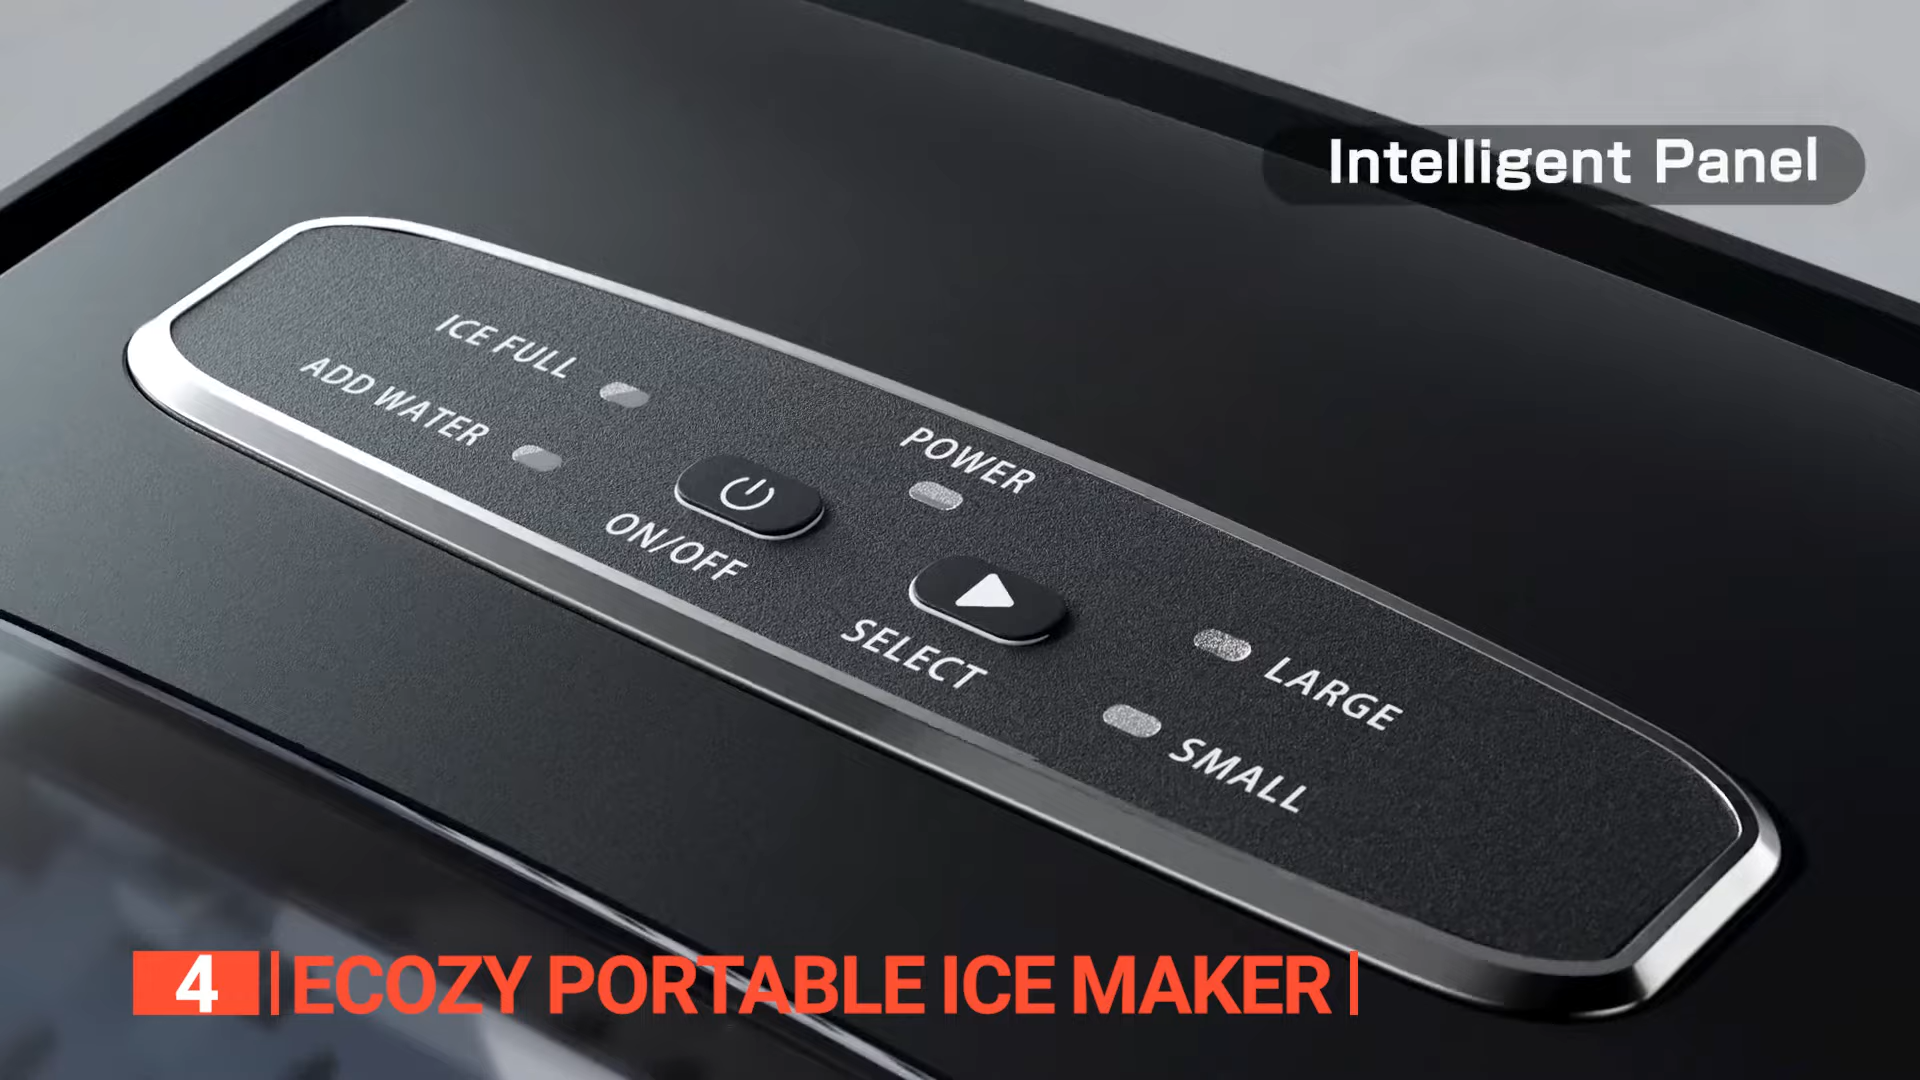 Intelligent Panel
ICE FULL
ADD WATER
POWER
ON/OFF
SELECT
LARGE
SMALL
4 ECOZY PORTABLE ICE MAKER